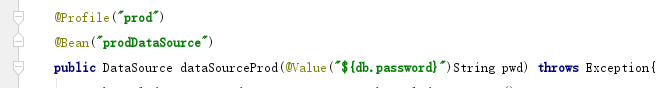 @Profile("prod")
@Bean("prodDataSource")
public DataSource dataSourceProd(@Value("${db.password}")String pwd) throws Exception{